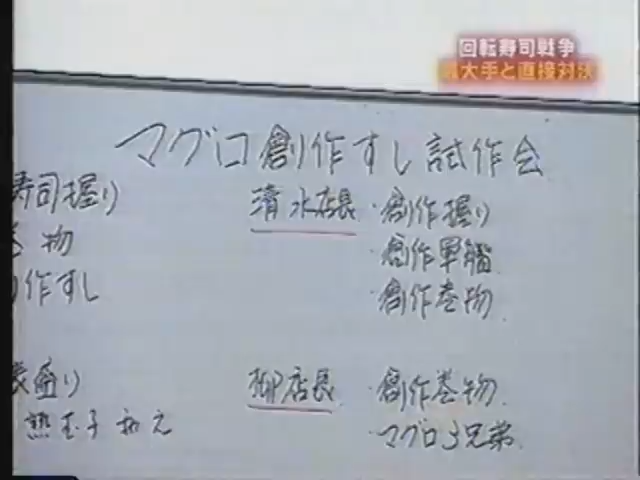 回転寿司戦争
大手と直接対決
マグロ創作すし試作会
寿司握り 清水店長 ・創作握り
巻物 ・創作軍艦
作すし ・創作巻物
盛り 柳店長 ・創作巻物
熟玉子和え ・マグロ3兄弟